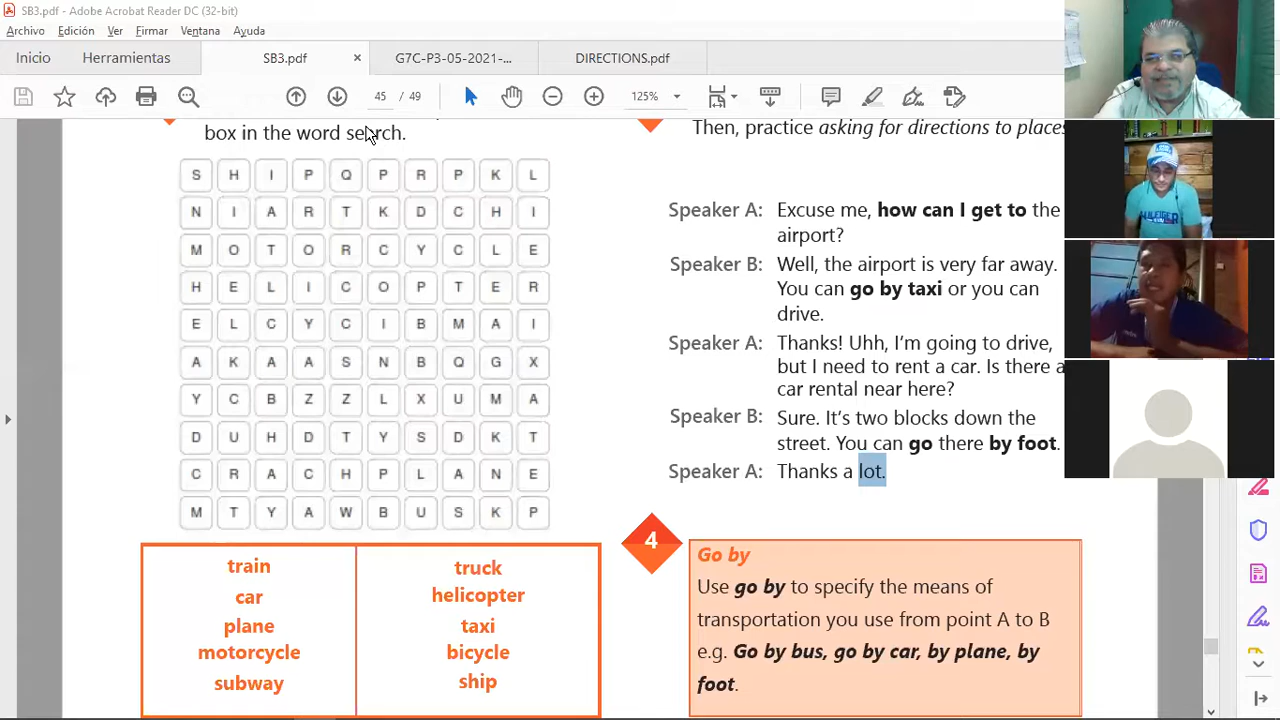 SB3.pdf - Adobe Acrobat Reader DC (32-bit)
Archivo Edición Ver Firmar Ventana Ayuda
Inicio Herramientas SB3.pdf × G7C-P3-05-2021-... DIRECTIONS.pdf
45 / 49 125%
box in the word search.
S H I P Q P R P K L
N I A R T K D C H I
M O T O R C Y C L E
H E L I C O P T E R
E L C Y C I B M A I
A K A A S N B Q G X
Y C B Z Z L X U M A
D U H D T Y S D K T
C R A C H P L A N E
M T Y A W B U S K P
train
car
plane
motorcycle
subway
truck
helicopter
taxi
bicycle
ship
Then, practice asking for directions to places
Speaker A: Excuse me, how can I get to the
airport?
Speaker B: Well, the airport is very far away.
You can go by taxi or you can
drive.
Speaker A: Thanks! Uhh, I'm going to drive,
but I need to rent a car. Is there a
car rental near here?
Speaker B: Sure. It's two blocks down the
street. You can go there by foot.
Speaker A: Thanks a lot.
4
Go by
Use go by to specify the means of
transportation you use from point A to B
e.g. Go by bus, go by car, by plane, by
foot.